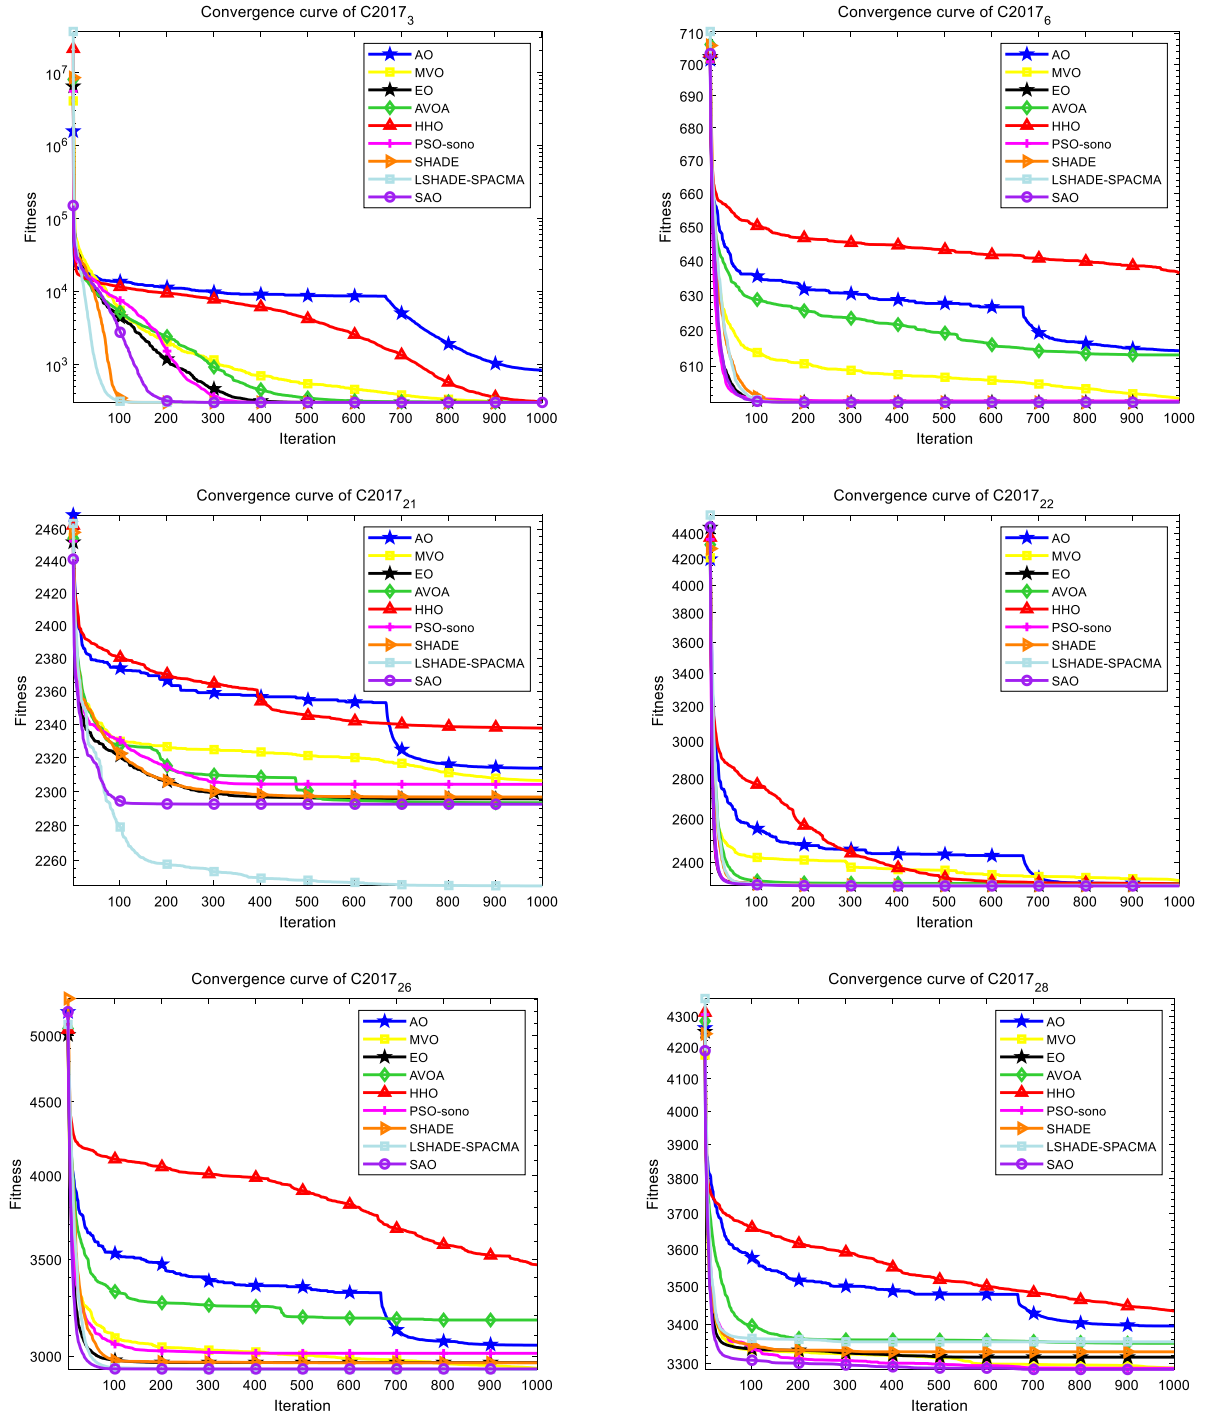 Convergence curve of C2017₃
10⁷
10⁶
10⁵
10⁴
10³
Fitness
AO
MVO
EO
AVOA
HHO
PSO-sono
SHADE
LSHADE-SPACMA
SAO
100 200 300 400 500 600 700 800 900 1000
Iteration
Convergence curve of C2017₆
710
700
690
680
670
660
650
640
630
620
610
Fitness
AO
MVO
EO
AVOA
HHO
PSO-sono
SHADE
LSHADE-SPACMA
SAO
100 200 300 400 500 600 700 800 900 1000
Iteration
Convergence curve of C2017₂₁
2460
2440
2420
2400
2380
2360
2340
2320
2300
2280
2260
Fitness
AO
MVO
EO
AVOA
HHO
PSO-sono
SHADE
LSHADE-SPACMA
SAO
100 200 300 400 500 600 700 800 900 1000
Iteration
Convergence curve of C2017₂₂
4400
4200
4000
3800
3600
3400
3200
3000
2800
2600
2400
Fitness
AO
MVO
EO
AVOA
HHO
PSO-sono
SHADE
LSHADE-SPACMA
SAO
100 200 300 400 500 600 700 800 900 1000
Iteration
Convergence curve of C2017₂₆
5000
4500
4000
3500
3000
Fitness
AO
MVO
EO
AVOA
HHO
PSO-sono
SHADE
LSHADE-SPACMA
SAO
100 200 300 400 500 600 700 800 900 1000
Iteration
Convergence curve of C2017₂₈
4300
4200
4100
4000
3900
3800
3700
3600
3500
3400
3300
Fitness
AO
MVO
EO
AVOA
HHO
PSO-sono
SHADE
LSHADE-SPACMA
SAO
100 200 300 400 500 600 700 800 900 1000
Iteration